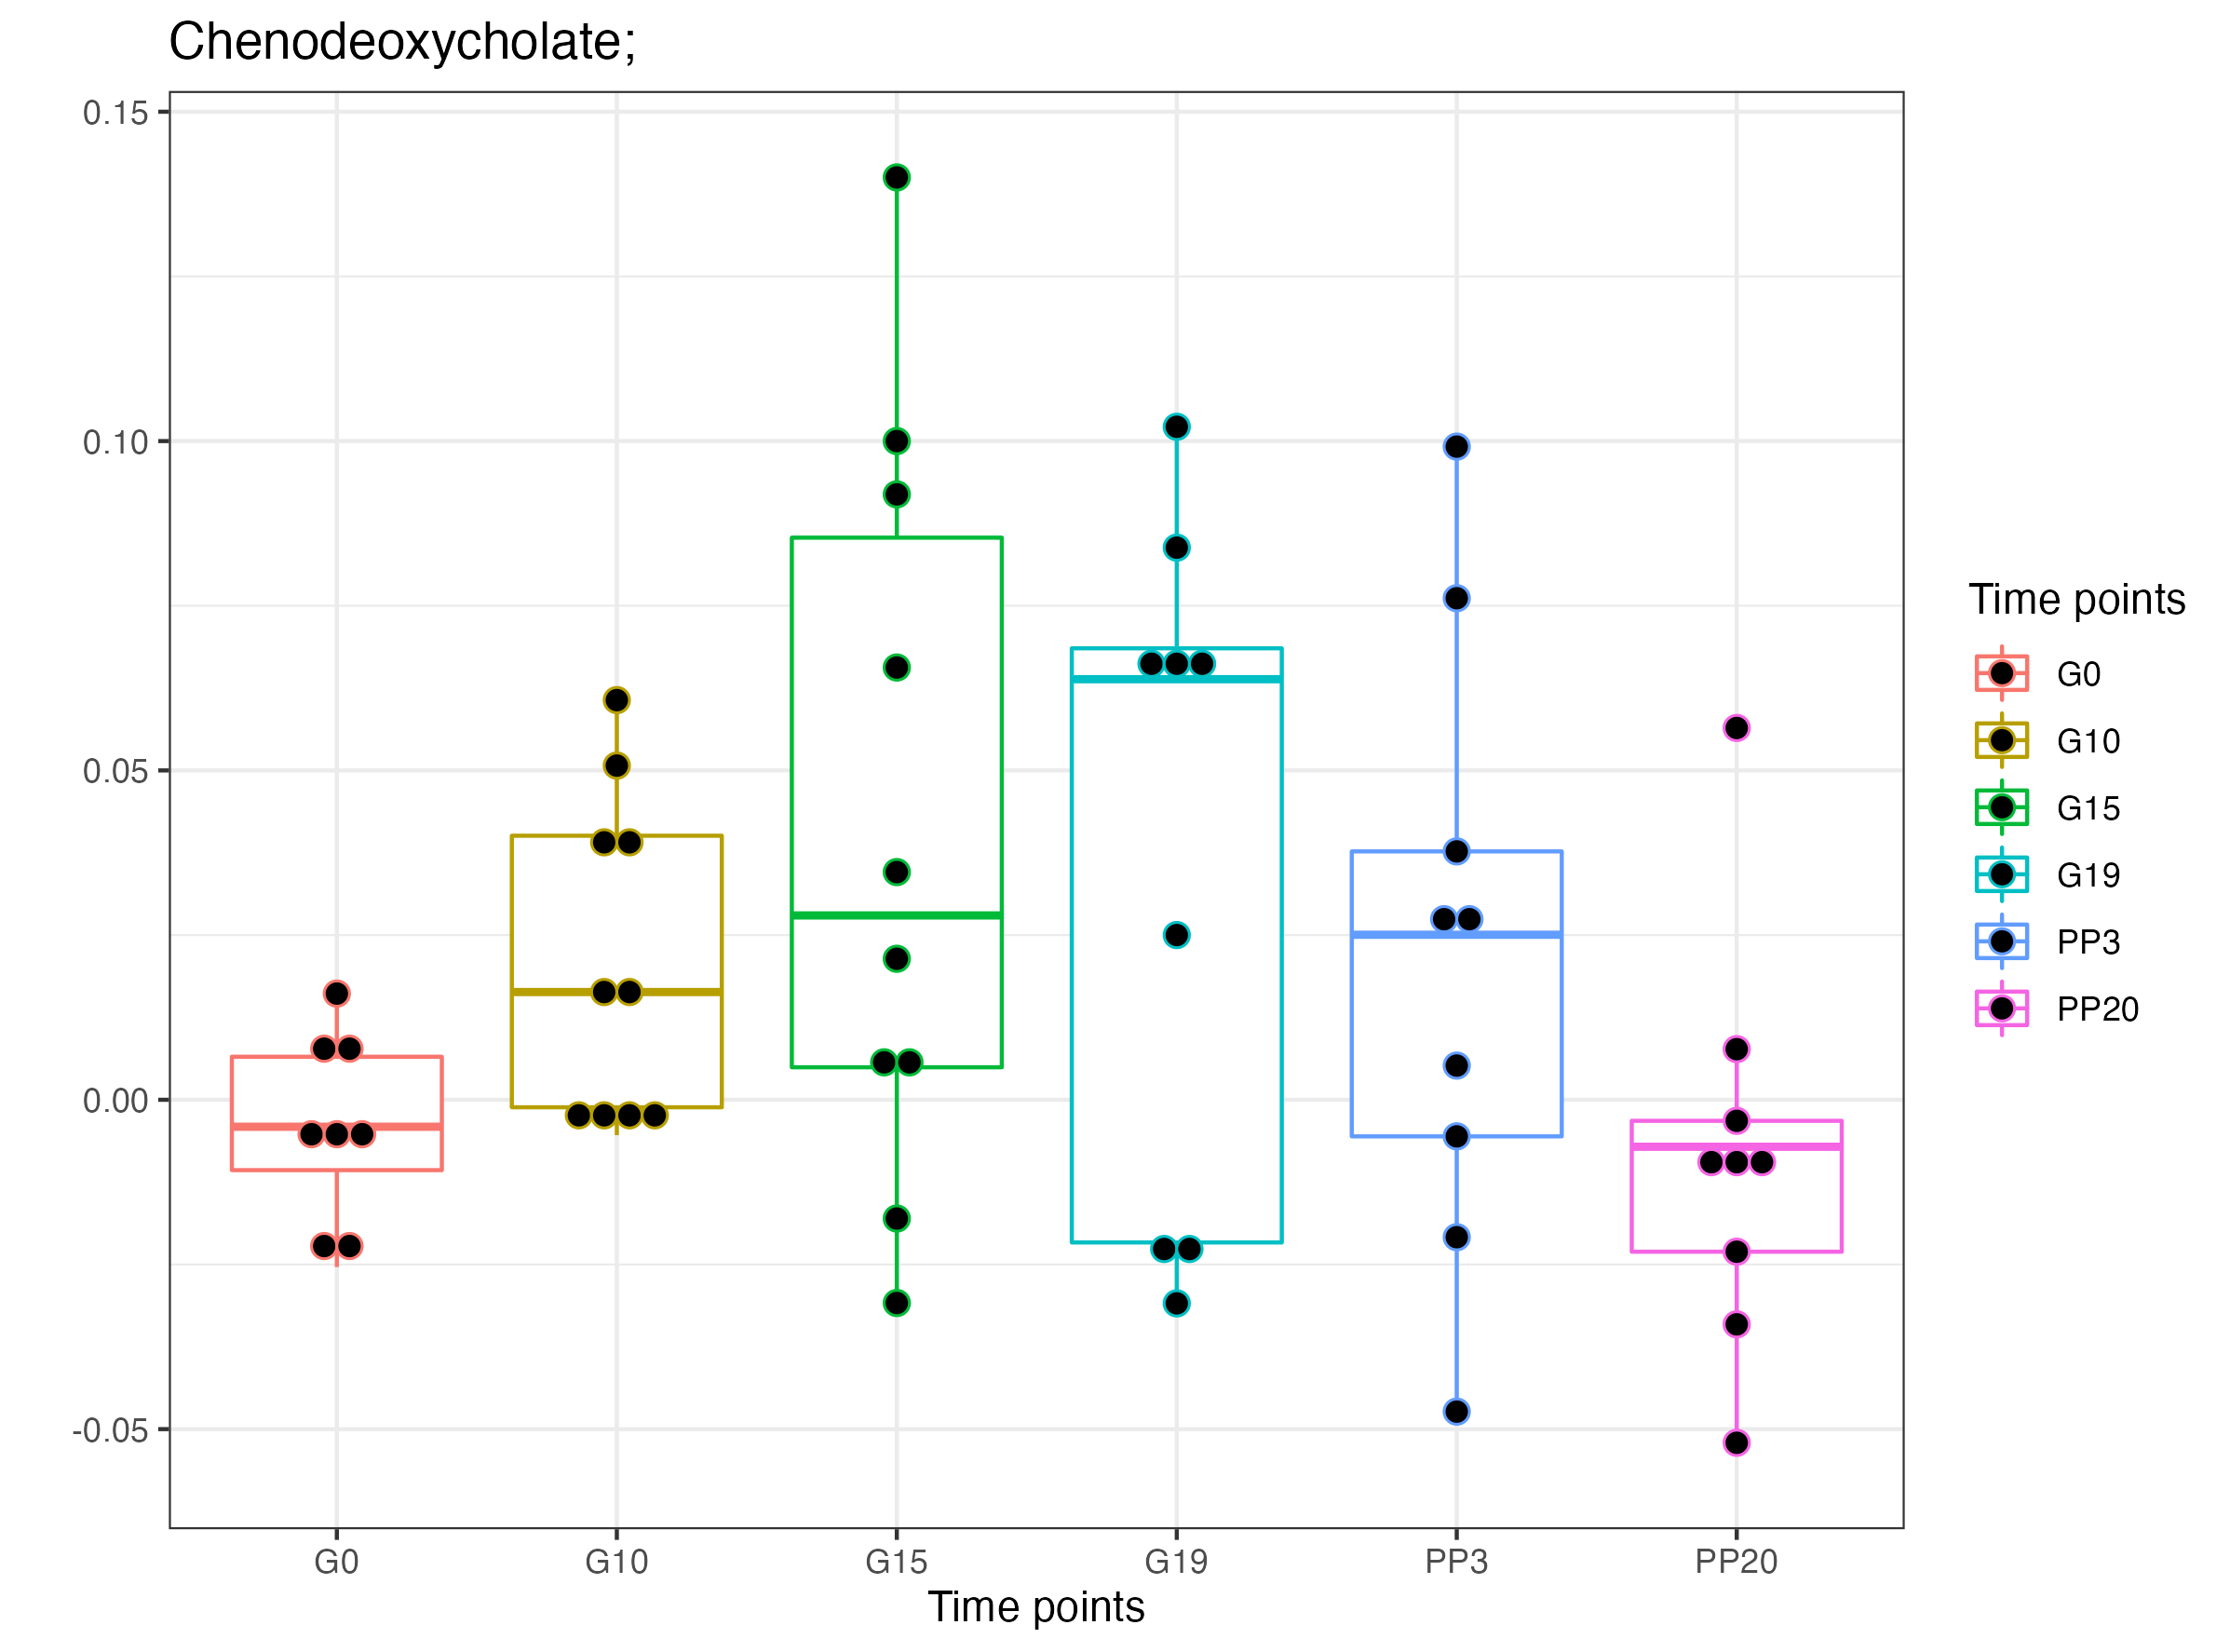 Chenodeoxycholate;
0.15
0.10
0.05
0.00
-0.05
G0 G10 G15 G19 PP3 PP20
Time points
Time points
G0
G10
G15
G19
PP3
PP20